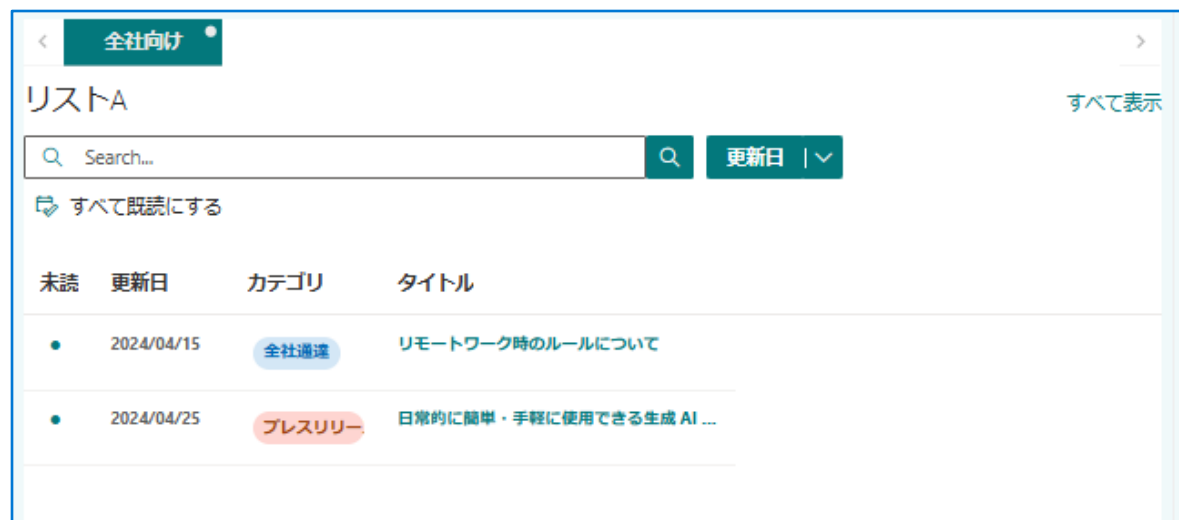 全社向け
リストA
すべて表示
Search...
更新日
すべて既読にする
未読 更新日 カテゴリ タイトル
2024/04/15 全社通達 リモートワーク時のルールについて
2024/04/25 プレスリリー 日常的に簡単・手軽に使用できる生成 AI ...